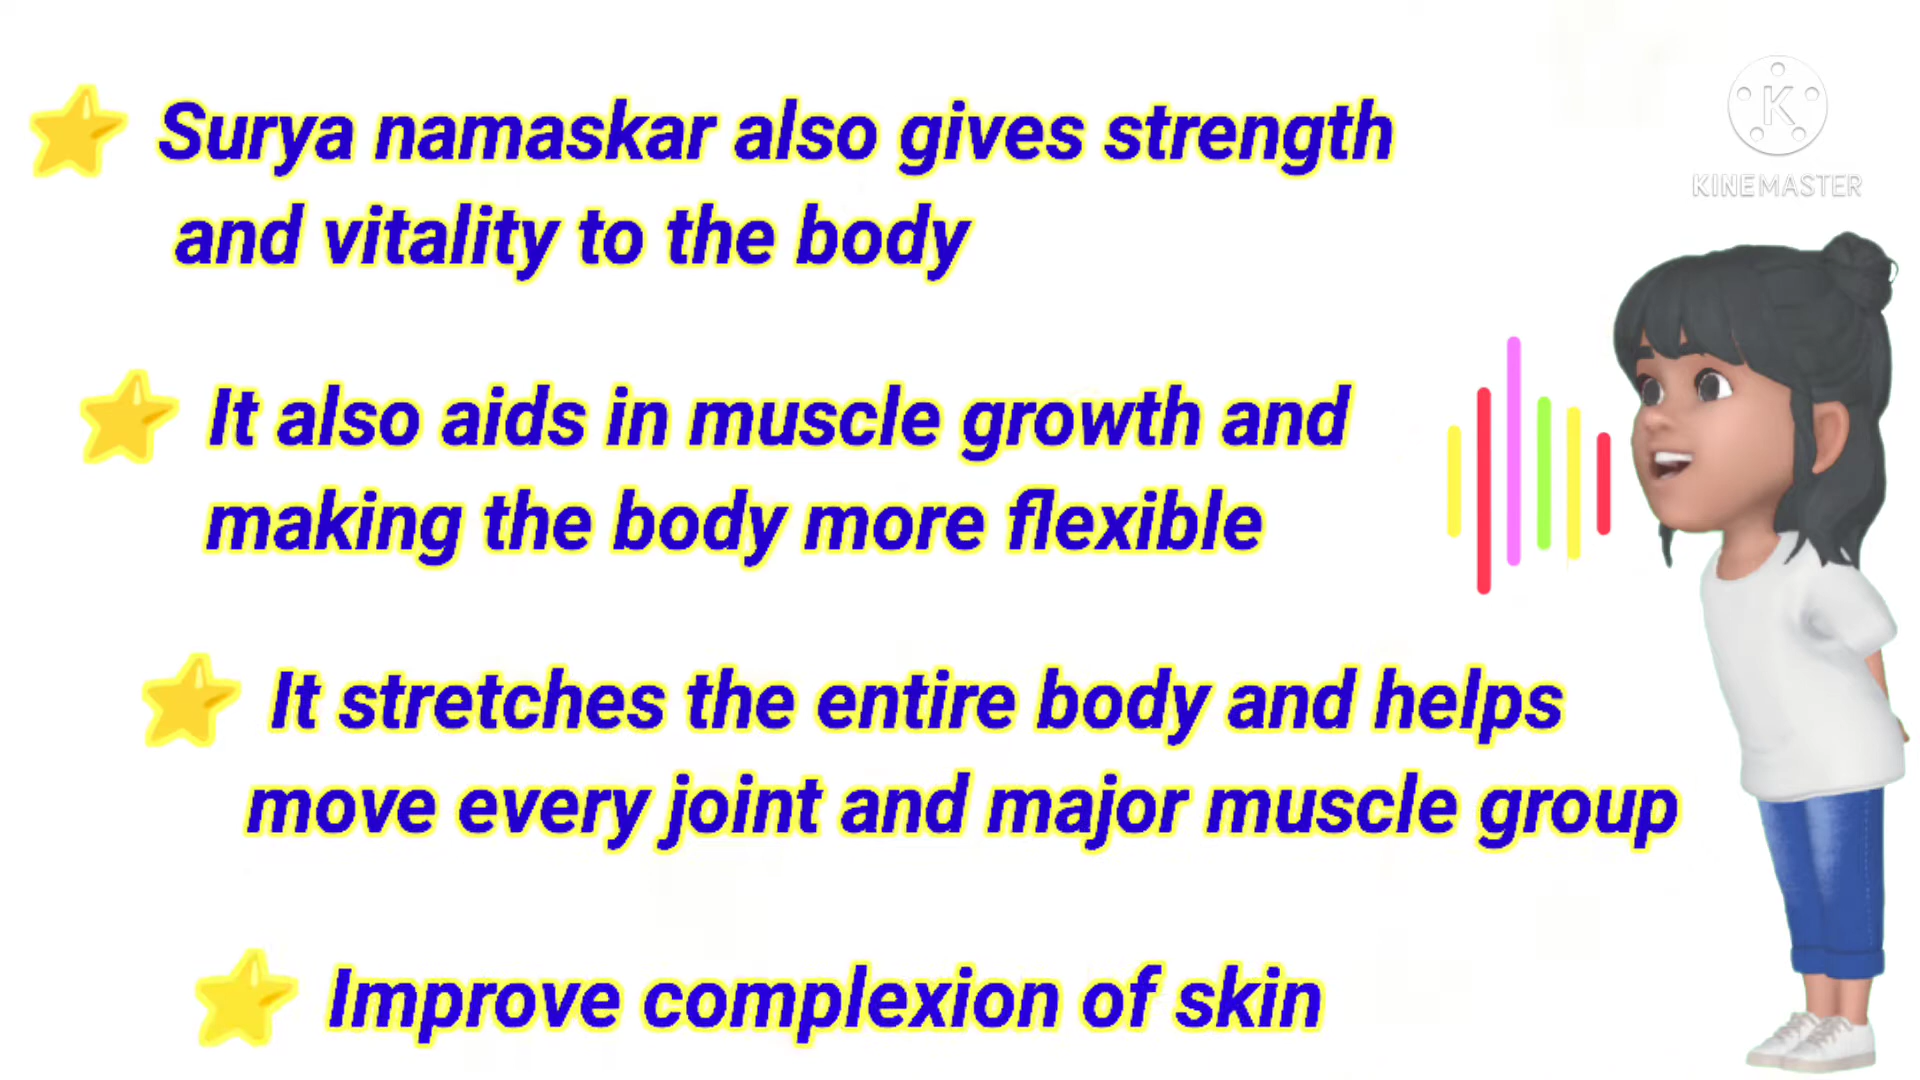 Surya namaskar also gives strength
and vitality to the body
It also aids in muscle growth and
making the body more flexible
It stretches the entire body and helps
move every joint and major muscle group
Improve complexion of skin
K
KINEMASTER